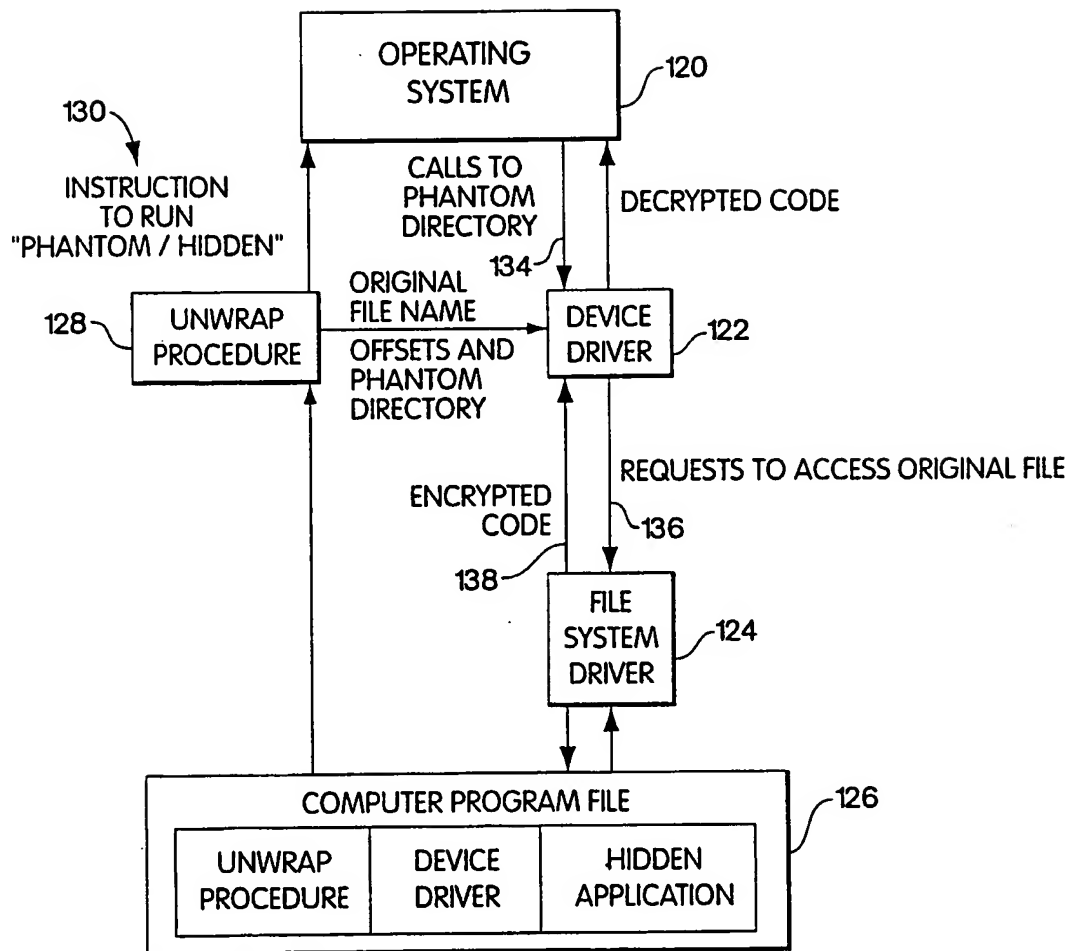 OPERATING
SYSTEM
120
130
INSTRUCTION
TO RUN
"PHANTOM / HIDDEN"
CALLS TO
PHANTOM
DIRECTORY
134
DECRYPTED CODE
128
UNWRAP
PROCEDURE
ORIGINAL
FILE NAME
OFFSETS AND
PHANTOM
DIRECTORY
DEVICE
DRIVER
122
ENCRYPTED
CODE
138
REQUESTS TO ACCESS ORIGINAL FILE
136
FILE
SYSTEM
DRIVER
124
COMPUTER PROGRAM FILE
126
UNWRAP
PROCEDURE
DEVICE
DRIVER
HIDDEN
APPLICATION